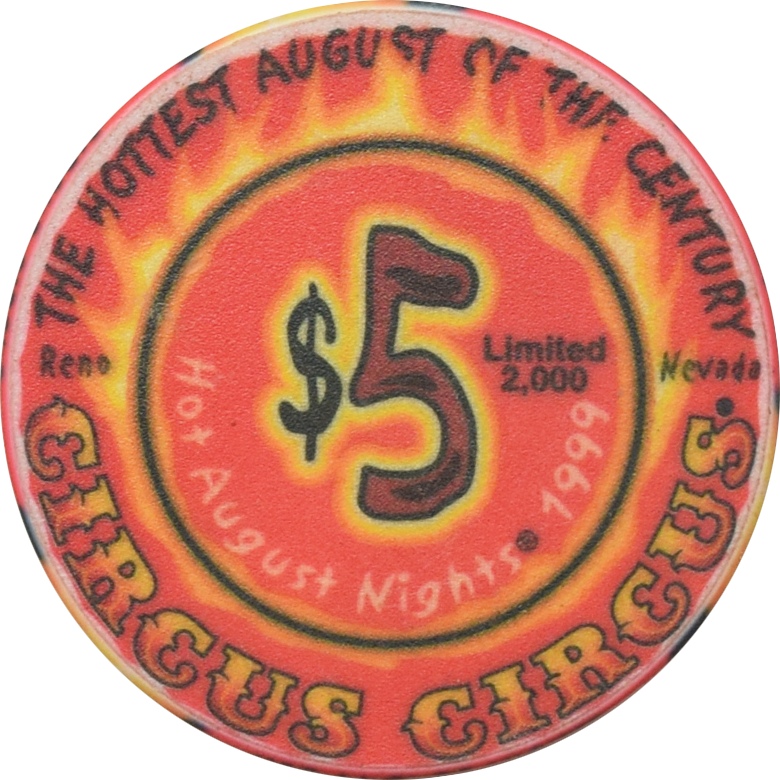 THE HOTTEST AUGUST OF THE CENTURY
Reno
Nevada
$5
Limited
2,000
Hot August Nights® 1999
CIRCUS CIRCUS